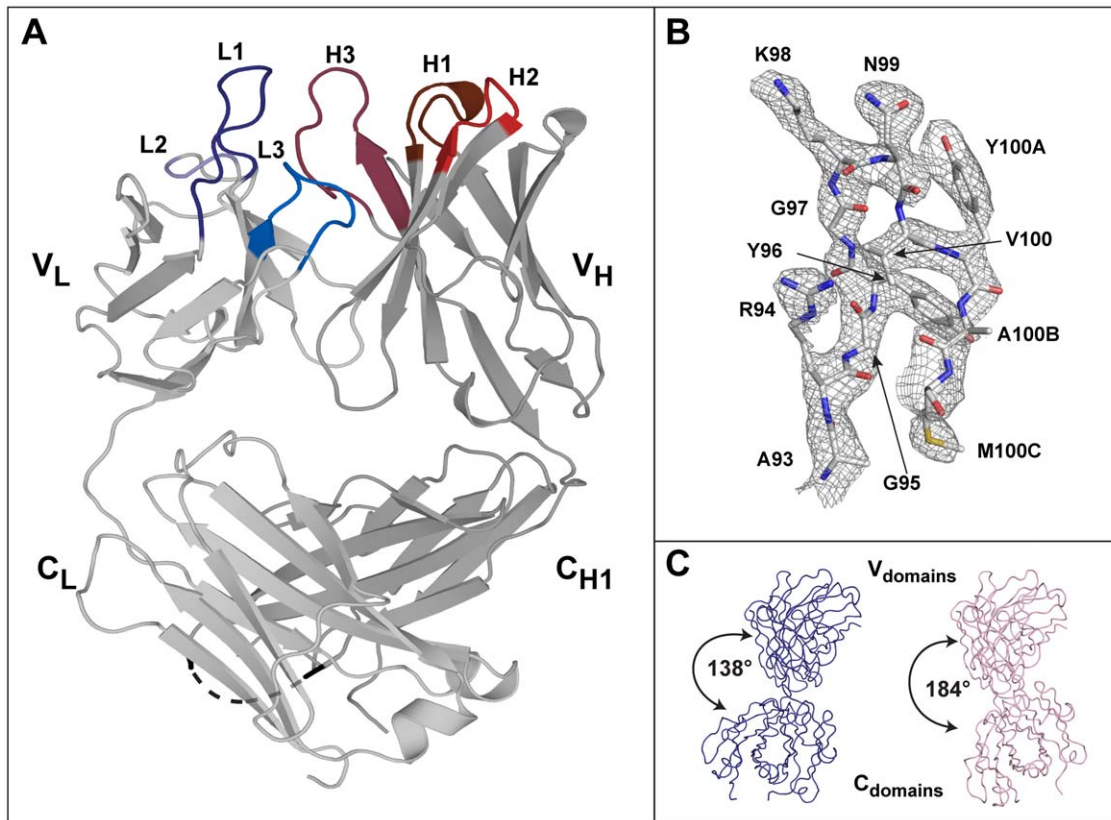 A
L1
H3
H1
H2
L2
L3
VL
VH
CL
CH1
B
K98
N99
Y100A
G97
Y96
V100
R94
A100B
A93
G95
M100C
C
Vdomains
138°
184°
Cdomains